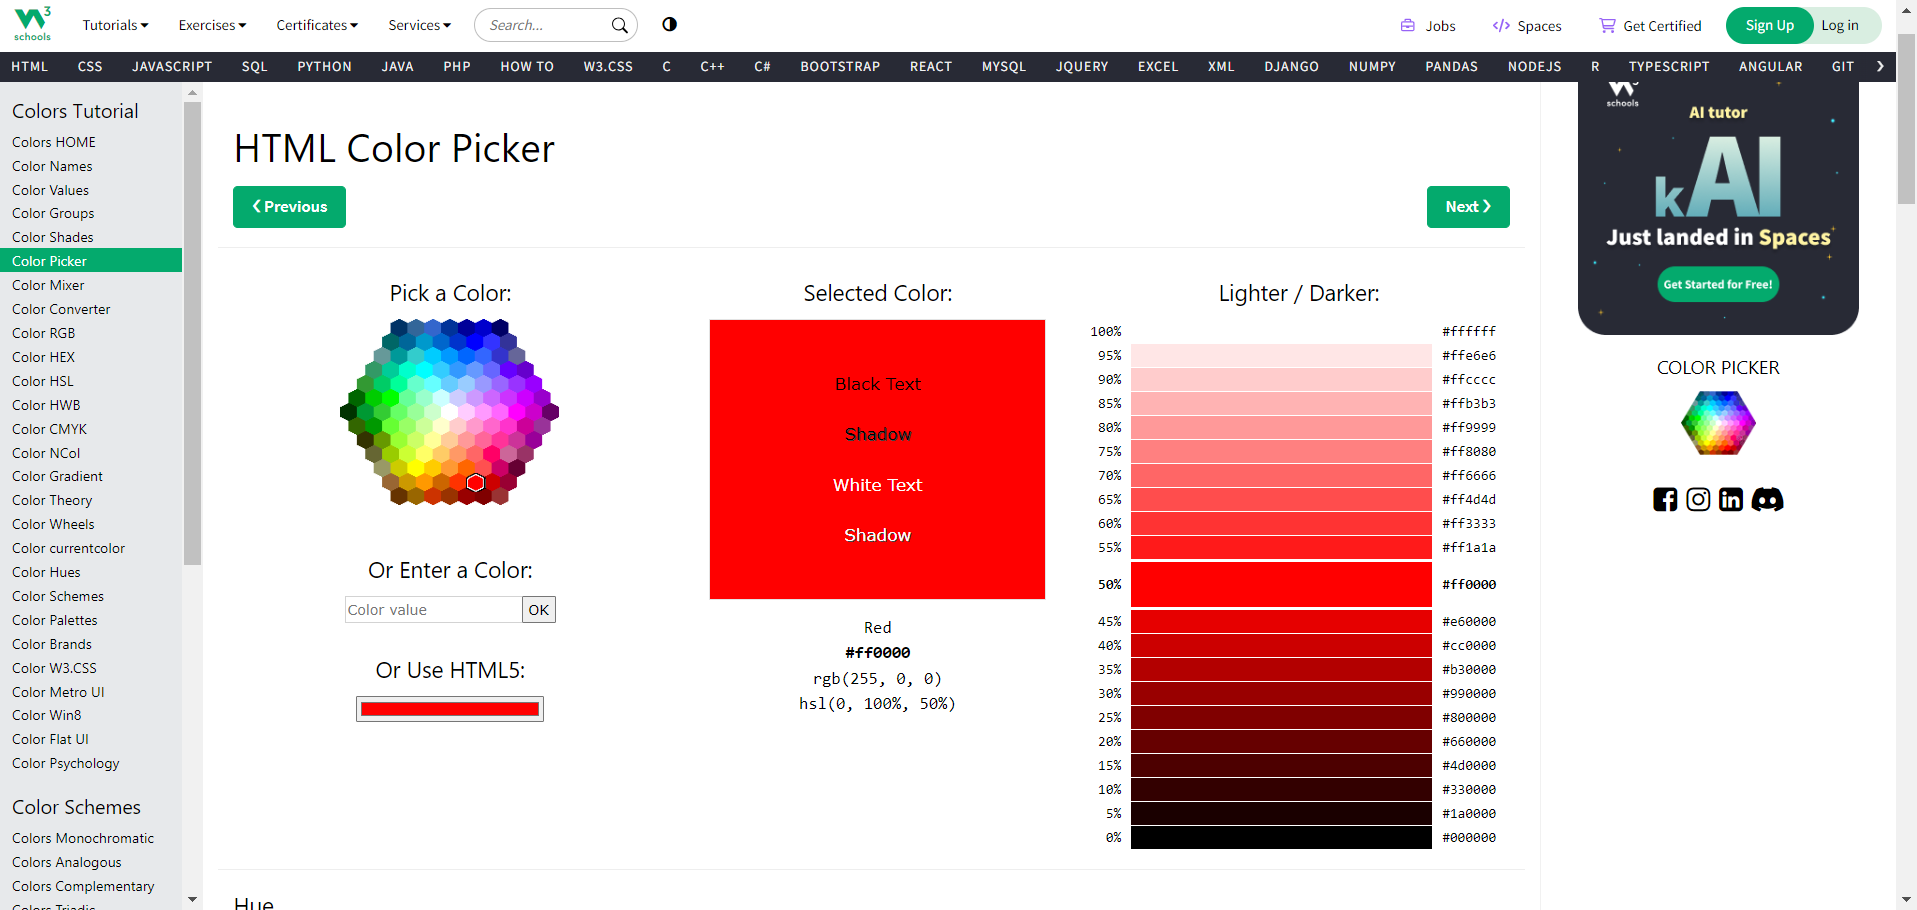 3
schools
Tutorials
Exercises
Certificates
Services
Search...
Jobs
Spaces
Get Certified
Sign Up
Log in
HTML CSS JAVASCRIPT SQL PYTHON JAVA PHP HOW TO W3.CSS C C++ C# BOOTSTRAP REACT MYSQL JQUERY EXCEL XML DJANGO NUMPY PANDAS NODEJS R TYPESCRIPT ANGULAR GIT
Colors Tutorial
Colors HOME
Color Names
Color Values
Color Groups
Color Shades
Color Picker
Color Mixer
Color Converter
Color RGB
Color HEX
Color HSL
Color HWB
Color CMYK
Color NCol
Color Gradient
Color Theory
Color Wheels
Color currentcolor
Color Hues
Color Schemes
Color Palettes
Color Brands
Color W3.CSS
Color Metro UI
Color Win8
Color Flat UI
Color Psychology
Color Schemes
Colors Monochromatic
Colors Analogous
Colors Complementary
Colors Triadic
HTML Color Picker
❮ Previous
Next ❯
Pick a Color:
Or Enter a Color:
Color value
OK
Or Use HTML5:
Selected Color:
Black Text
Shadow
White Text
Shadow
Red
#ff0000
rgb(255, 0, 0)
hsl(0, 100%, 50%)
Lighter / Darker:
100% #ffffff
95% #ffe6e6
90% #ffcccc
85% #ffb3b3
80% #ff9999
75% #ff8080
70% #ff6666
65% #ff4d4d
60% #ff3333
55% #ff1a1a
50% #ff0000
45% #e60000
40% #cc0000
35% #b30000
30% #990000
25% #800000
20% #660000
15% #4d0000
10% #330000
5% #1a0000
0% #000000
Hue
schools
AI tutor
kAI
Just landed in Spaces
Get Started for Free!
COLOR PICKER